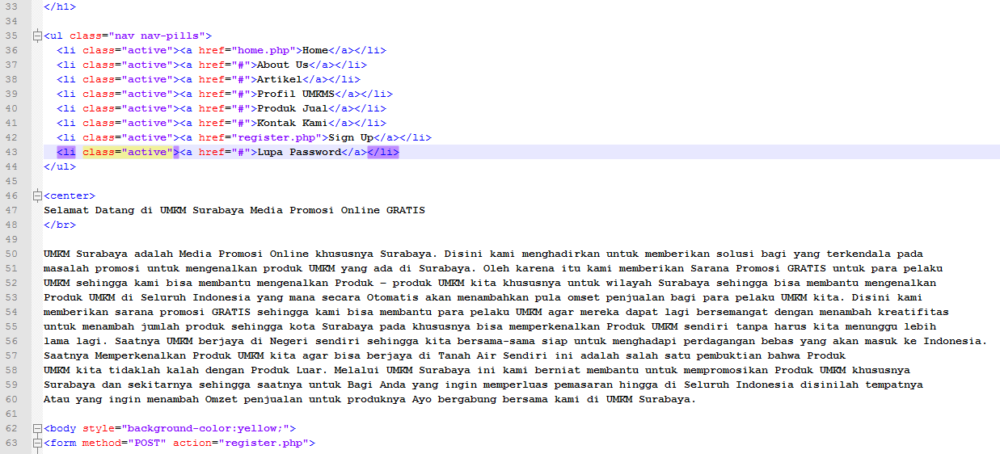 33 </h1>
34
35 <ul class="nav nav-pills">
36 <li class="active"><a href="home.php">Home</a></li>
37 <li class="active"><a href="#">About Us</a></li>
38 <li class="active"><a href="#">Artikel</a></li>
39 <li class="active"><a href="#">Profil UMKMS</a></li>
40 <li class="active"><a href="#">Produk Jual</a></li>
41 <li class="active"><a href="#">Kontak Kami</a></li>
42 <li class="active"><a href="register.php">Sign Up</a></li>
43 <li class="active"><a href="#">Lupa Password</a></li>
44 </ul>
45
46 <center>
47 Selamat Datang di UMKM Surabaya Media Promosi Online GRATIS
48 </br>
49
50 UMKM Surabaya adalah Media Promosi Online khususnya Surabaya. Disini kami menghadirkan untuk memberikan solusi bagi yang terkendala pada
51 masalah promosi untuk mengenalkan produk UMKM yang ada di Surabaya. Oleh karena itu kami memberikan Sarana Promosi GRATIS untuk para pelaku
52 UMKM sehingga kami bisa membantu mengenalkan Produk – produk UMKM kita khususnya untuk wilayah Surabaya sehingga bisa membantu mengenalkan
53 Produk UMKM di Seluruh Indonesia yang mana secara Otomatis akan menambahkan pula omset penjualan bagi para pelaku UMKM kita. Disini kami
54 memberikan sarana promosi GRATIS sehingga kami bisa membantu para pelaku UMKM agar mereka dapat lagi bersemangat dengan menambah kreatifitas
55 untuk menambah jumlah produk sehingga kota Surabaya pada khususnya bisa memperkenalkan Produk UMKM sendiri tanpa harus kita menunggu lebih
56 lama lagi. Saatnya UMKM berjaya di Negeri sendiri sehingga kita bersama-sama siap untuk menghadapi perdagangan bebas yang akan masuk ke Indonesia.
57 Saatnya Memperkenalkan Produk UMKM kita agar bisa berjaya di Tanah Air Sendiri ini adalah salah satu pembuktian bahwa Produk
58 UMKM kita tidaklah kalah dengan Produk Luar. Melalui UMKM Surabaya ini kami berniat membantu untuk mempromosikan Produk UMKM khususnya
59 Surabaya dan sekitarnya sehingga saatnya untuk Bagi Anda yang ingin memperluas pemasaran hingga di Seluruh Indonesia disinilah tempatnya
60 Atau yang ingin menambah Omzet penjualan untuk produknya Ayo bergabung bersama kami di UMKM Surabaya.
61
62 <body style="background-color:yellow;">
63 <form method="POST" action="register.php">